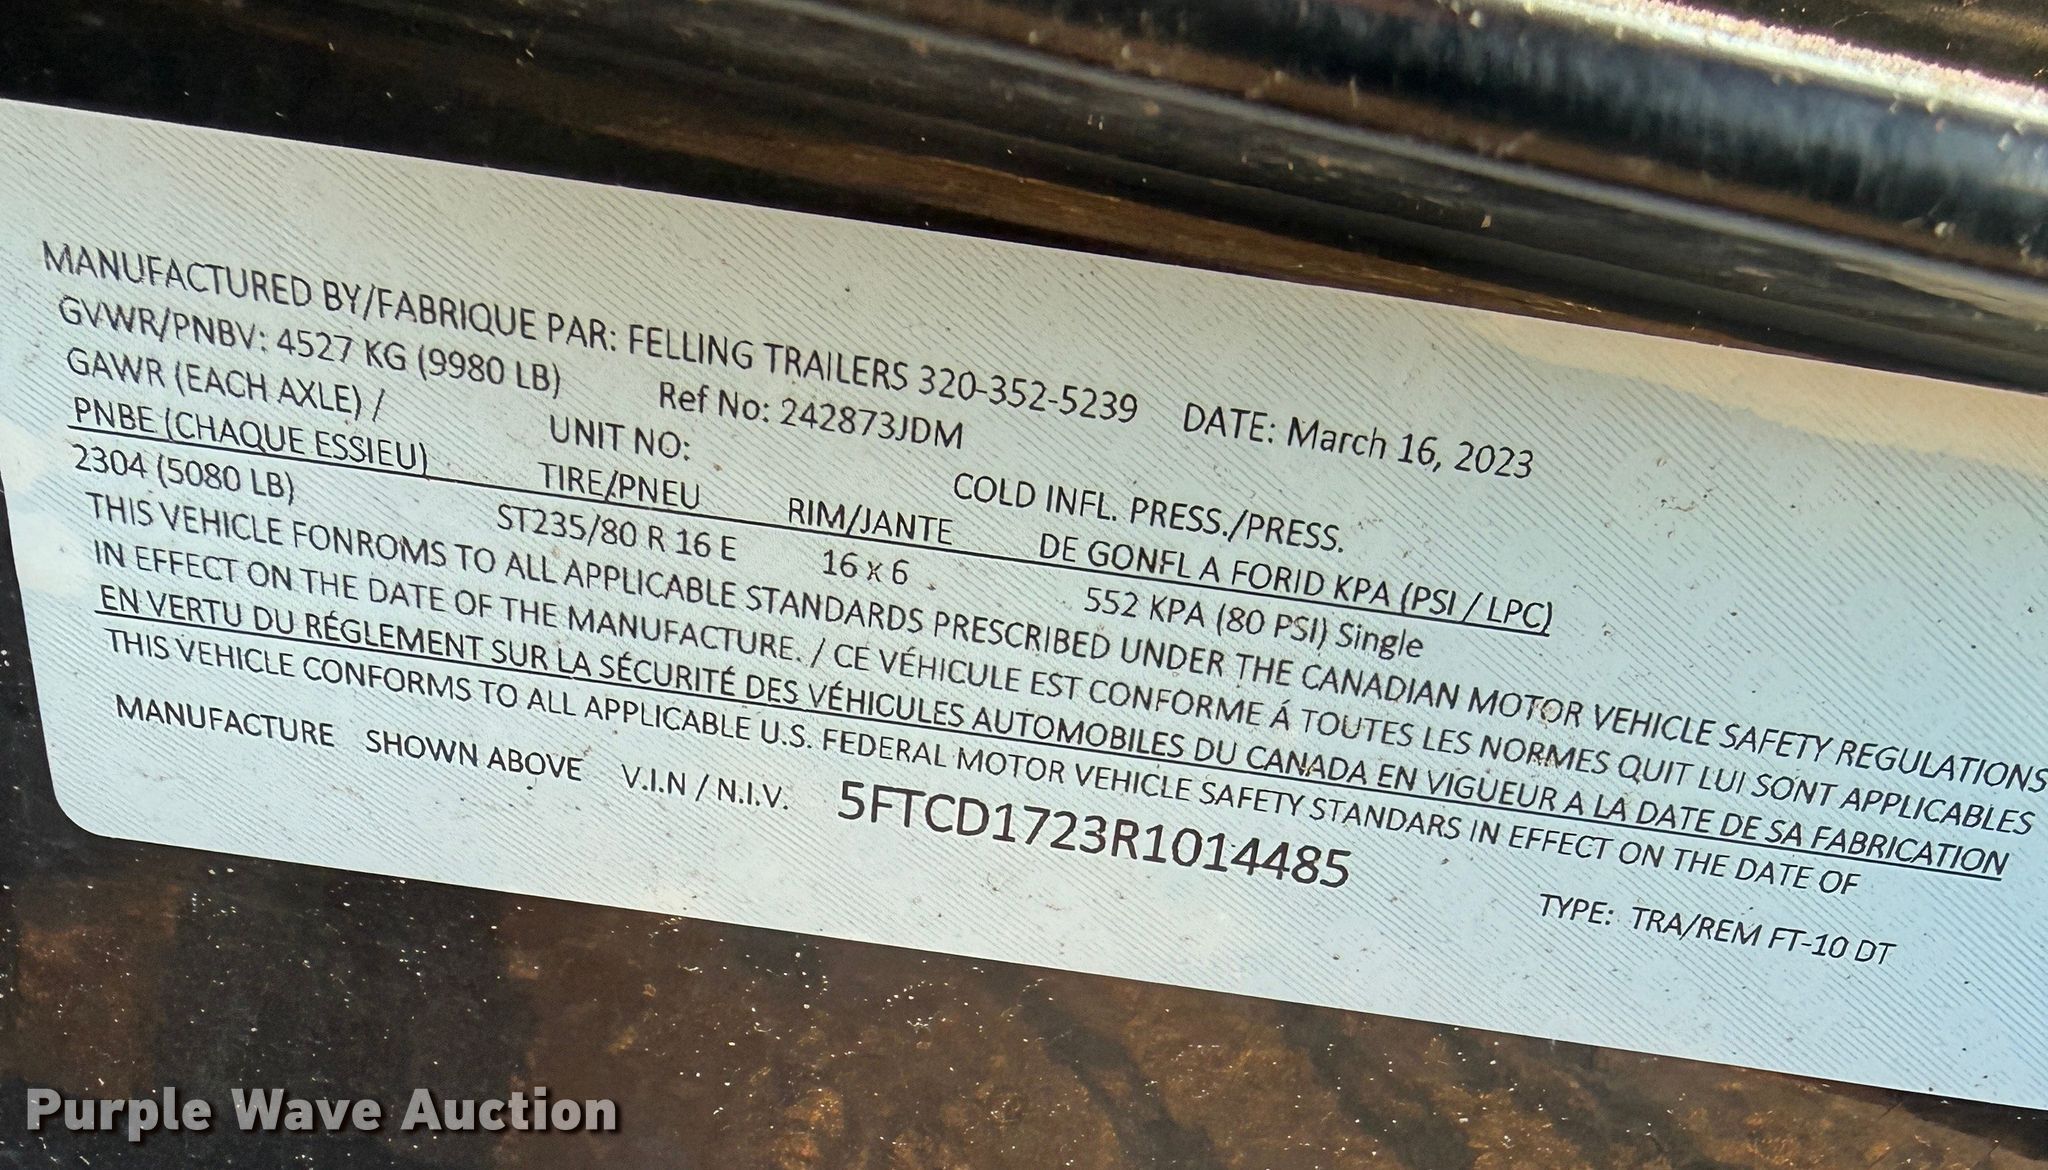 MANUFACTURED BY/FABRIQUE PAR: FELLING TRAILERS 320-352-5239 DATE: March 16, 2023
GVWR/PNBV: 4527 KG (9980 LB) Ref No: 242873JDM
GAWR (EACH AXLE) / UNIT NO: COLD INFL. PRESS./PRESS.
PNBE (CHAQUE ESSIEU) TIRE/PNEU RIM/JANTE DE GONFL A FORID KPA (PSI / LPC)
2304 (5080 LB) ST235/80 R 16 E 16 x 6 552 KPA (80 PSI) Single
THIS VEHICLE FONROMS TO ALL APPLICABLE STANDARDS PRESCRIBED UNDER THE CANADIAN MOTOR VEHICLE SAFETY REGULATIONS
IN EFFECT ON THE DATE OF THE MANUFACTURE. / CE VÉHICULE EST CONFORME Á TOUTES LES NORMES QUIT LUI SONT APPLICABLES
EN VERTU DU RÉGLEMENT SUR LA SÉCURITÉ DES VÉHICULES AUTOMOBILES DU CANADA EN VIGUEUR A LA DATE DE SA FABRICATION
THIS VEHICLE CONFORMS TO ALL APPLICABLE U.S. FEDERAL MOTOR VEHICLE SAFETY STANDARS IN EFFECT ON THE DATE OF
MANUFACTURE SHOWN ABOVE V.I.N / N.I.V. 5FTCD1723R1014485 TYPE: TRA/REM FT-10 DT
Purple Wave Auction